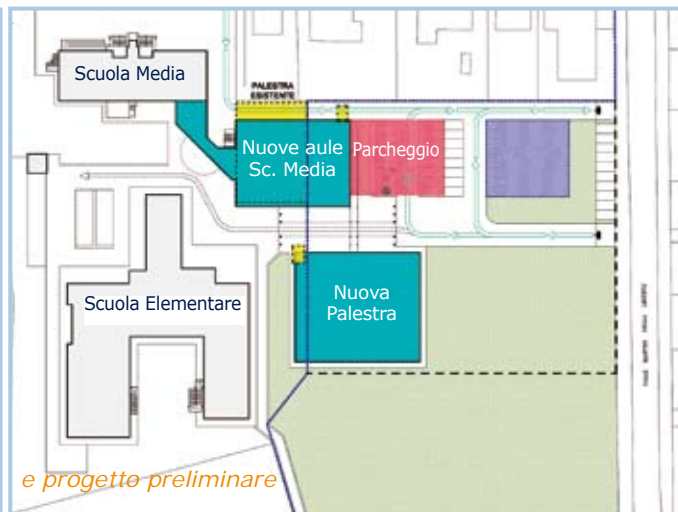 Scuola Media
PALESTRA
ESISTENTE
Nuove aule
Sc. Media
Parcheggio
Scuola Elementare
Nuova
Palestra
e progetto preliminare